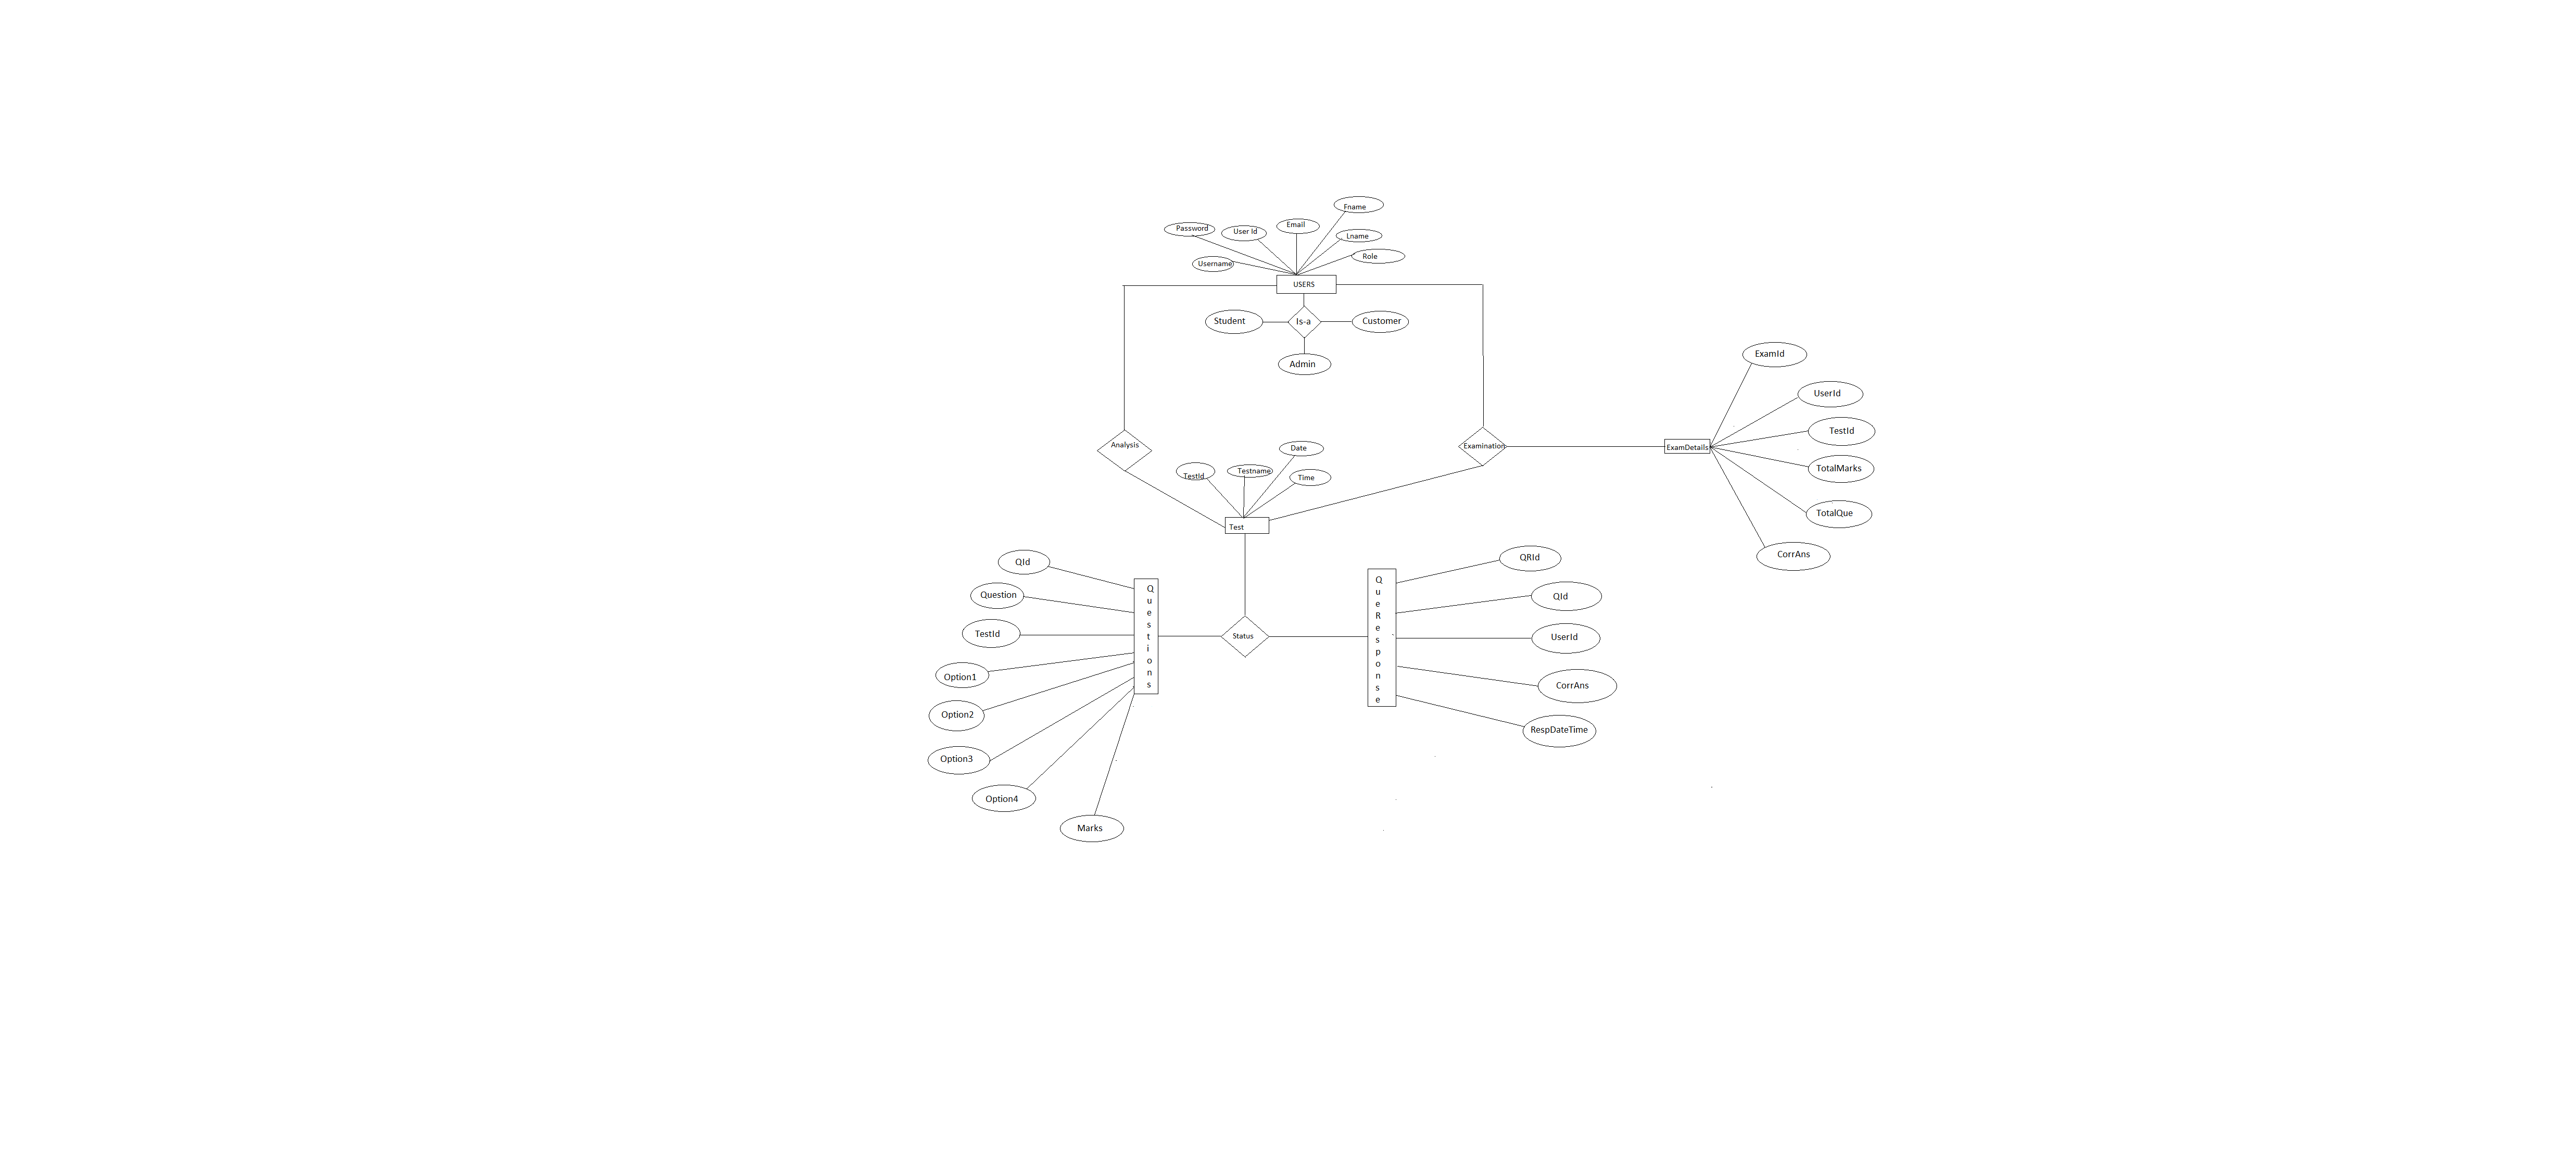 Fname
Password
User Id
Email
Lname
Role
Username
USERS
Student
Is-a
Customer
Admin
ExamId
UserId
TestId
TotalMarks
TotalQue
CorrAns
ExamDetails
Examination
Analysis
Date
TestId
Testname
Time
Test
QId
Question
TestId
Option1
Option2
Option3
Option4
Marks
Questions
Status
QueResponse
QRId
QId
UserId
CorrAns
RespDateTime